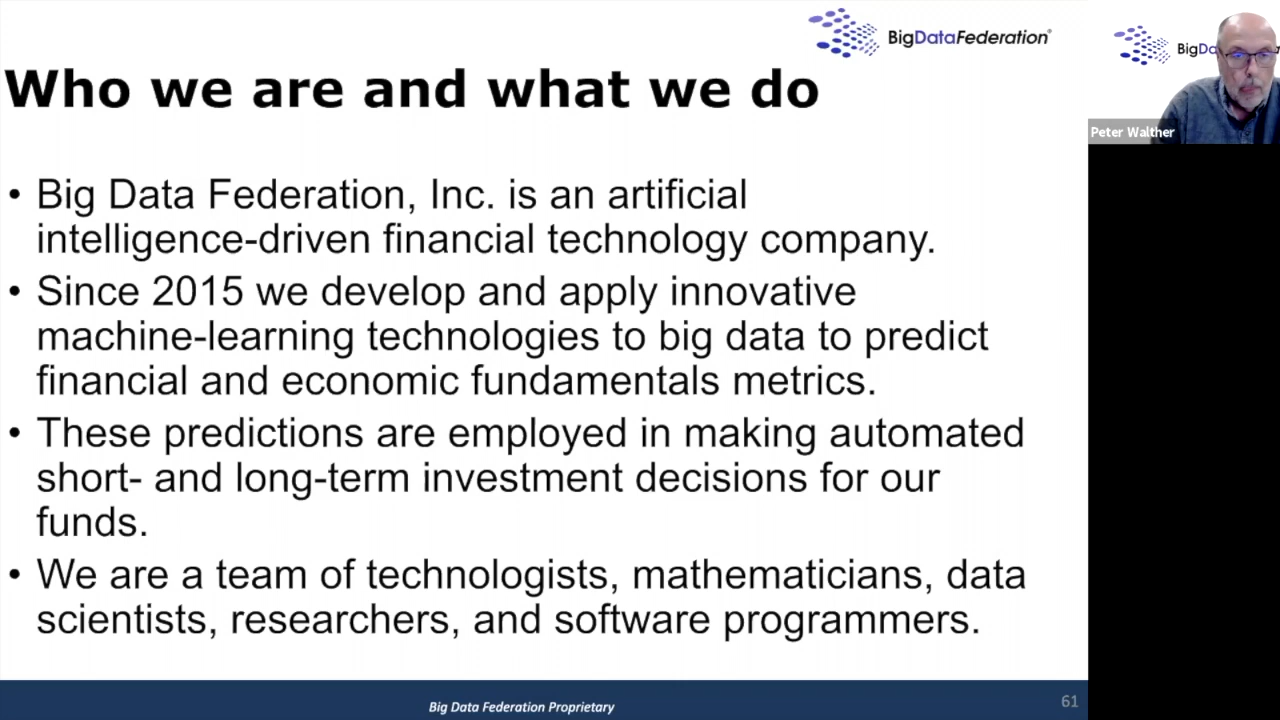 BigDataFederation®
BigDa
Peter Walther
Who we are and what we do
• Big Data Federation, Inc. is an artificial
intelligence-driven financial technology company.
• Since 2015 we develop and apply innovative
machine-learning technologies to big data to predict
financial and economic fundamentals metrics.
• These predictions are employed in making automated
short- and long-term investment decisions for our
funds.
• We are a team of technologists, mathematicians, data
scientists, researchers, and software programmers.
Big Data Federation Proprietary
61